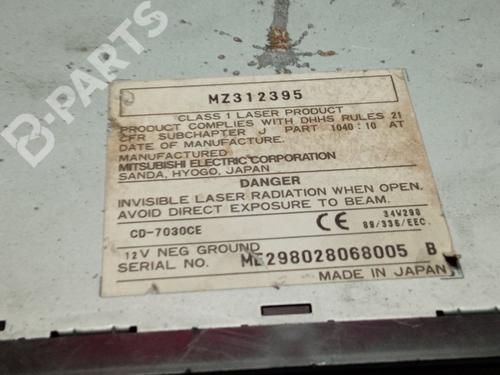 B-PARTS
MZ312395
CLASS 1 LASER PRODUCT
PRODUCT COMPLIES WITH DHHS RULES 21
CFR SUBCHAPTER J PART 1040:10 AT
DATE OF MANUFACTURE.
MANUFACTURED
MITSUBISHI ELECTRIC CORPORATION
SANDA, HYOGO, JAPAN
DANGER
INVISIBLE LASER RADIATION WHEN OPEN.
AVOID DIRECT EXPOSURE TO BEAM.
CD-7030CE CE 34W298
89/336/EEC.
12V NEG GROUND
SERIAL NO. ME298028068005 B
MADE IN JAPAN